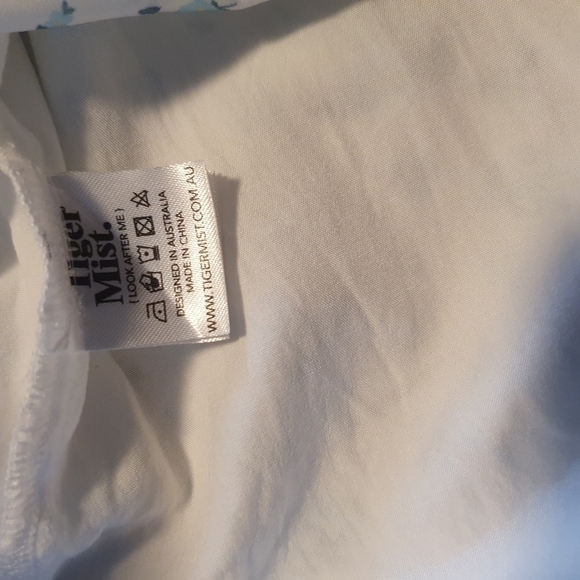 Tiger
Mist.
( LOOK AFTER ME )
DESIGNED IN AUSTRALIA
MADE IN CHINA
WWW.TIGERMIST.COM.AU